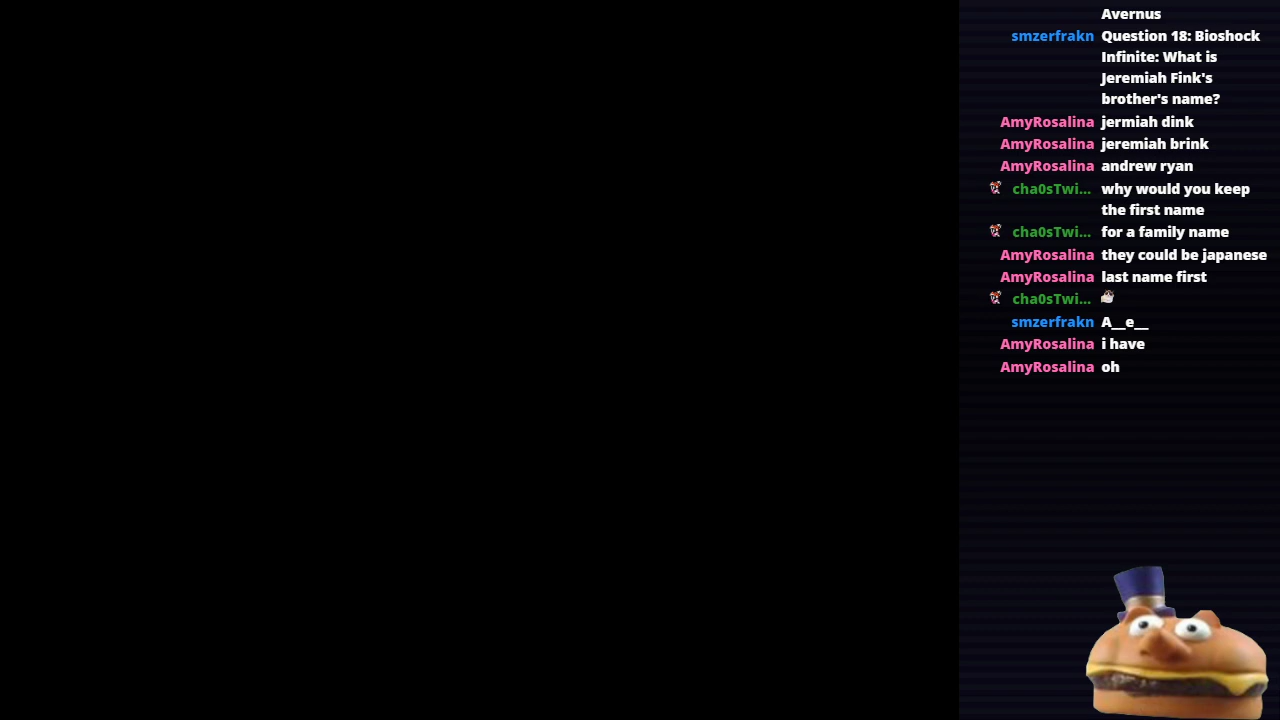 Avernus
smzerfrakn Question 18: Bioshock
Infinite: What is
Jeremiah Fink's
brother's name?
AmyRosalina jermiah dink
AmyRosalina jeremiah brink
AmyRosalina andrew ryan
cha0sTwi... why would you keep
the first name
cha0sTwi... for a family name
AmyRosalina they could be japanese
AmyRosalina last name first
cha0sTwi...
smzerfrakn A__e__
AmyRosalina i have
AmyRosalina oh